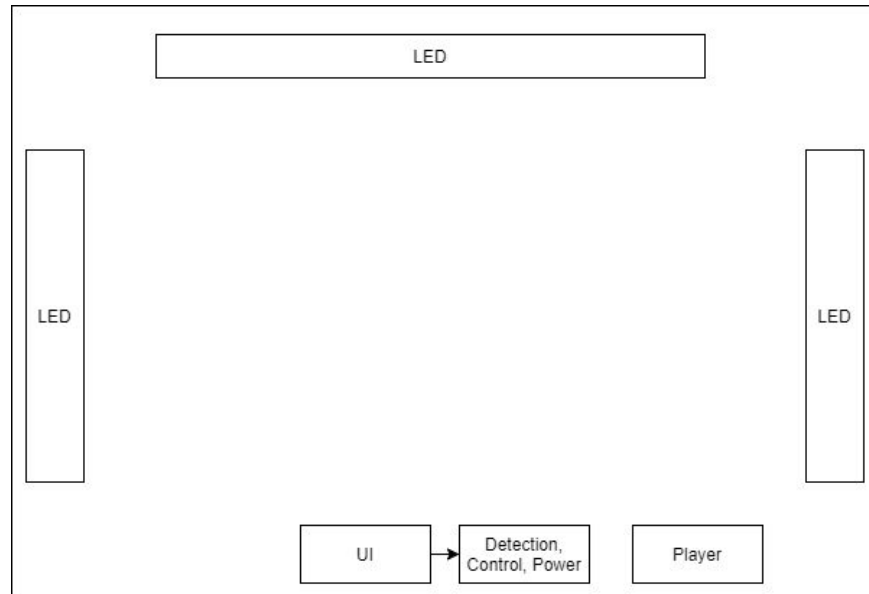 LED
LED
LED
UI
Detection,
Control, Power
Player